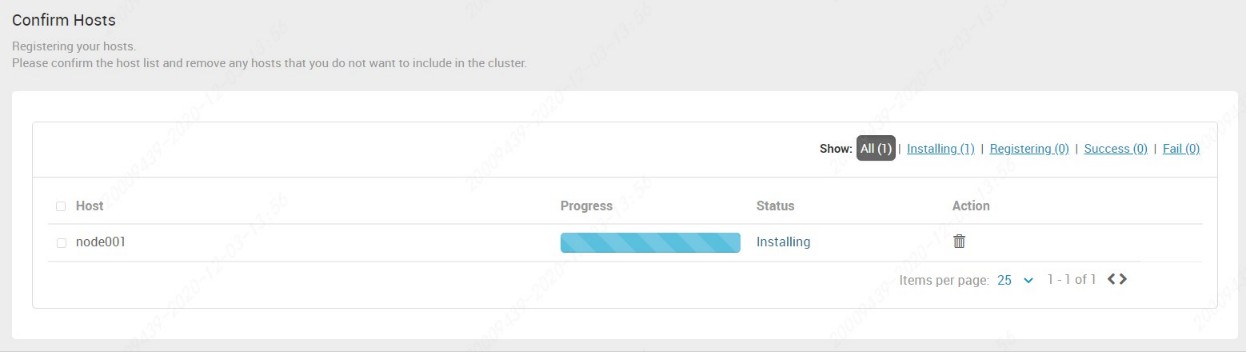 Confirm Hosts
Registering your hosts.
Please confirm the host list and remove any hosts that you do not want to include in the cluster.
Show: All (1) | Installing (1) | Registering (0) | Success (0) | Fail (0)
Host Progress Status Action
node001 Installing
Items per page: 25 1 - 1 of 1